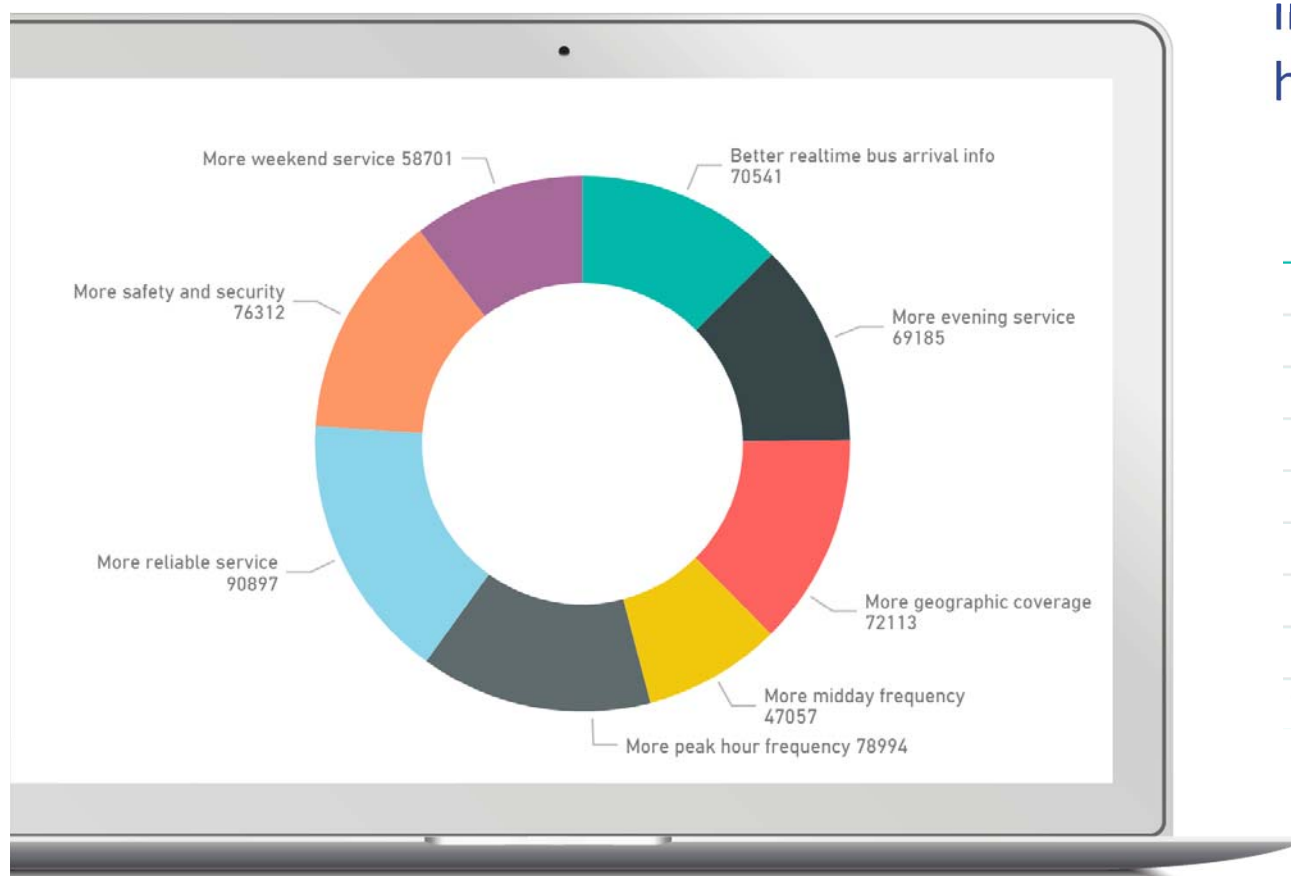 More weekend service 58701
Better realtime bus arrival info
70541
More safety and security
76312
More evening service
69185
More reliable service
90897
More geographic coverage
72113
More midday frequency
47057
More peak hour frequency 78994